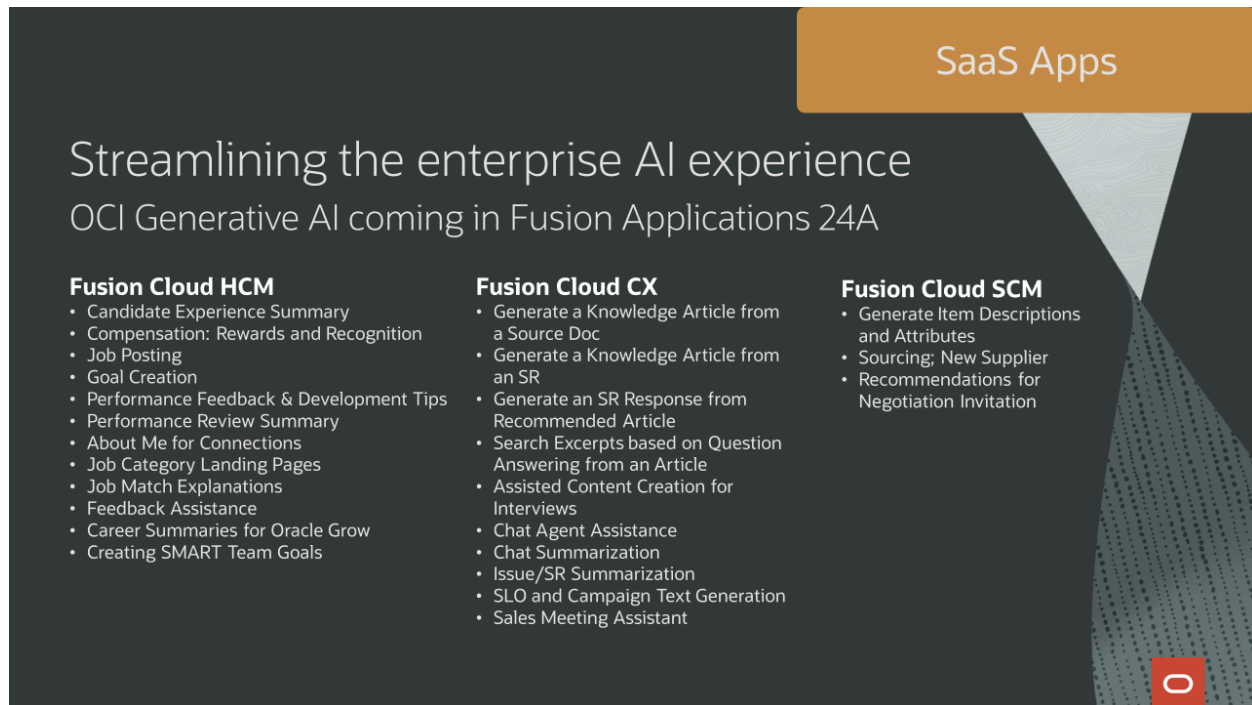 SaaS Apps
Streamlining the enterprise AI experience
OCI Generative AI coming in Fusion Applications 24A
Fusion Cloud HCM
• Candidate Experience Summary
• Compensation: Rewards and Recognition
• Job Posting
• Goal Creation
• Performance Feedback & Development Tips
• Performance Review Summary
• About Me for Connections
• Job Category Landing Pages
• Job Match Explanations
• Feedback Assistance
• Career Summaries for Oracle Grow
• Creating SMART Team Goals
Fusion Cloud CX
• Generate a Knowledge Article from
a Source Doc
• Generate a Knowledge Article from
an SR
• Generate an SR Response from
Recommended Article
• Search Excerpts based on Question
Answering from an Article
• Assisted Content Creation for
Interviews
• Chat Agent Assistance
• Chat Summarization
• Issue/SR Summarization
• SLO and Campaign Text Generation
• Sales Meeting Assistant
Fusion Cloud SCM
• Generate Item Descriptions
and Attributes
• Sourcing; New Supplier
• Recommendations for
Negotiation Invitation